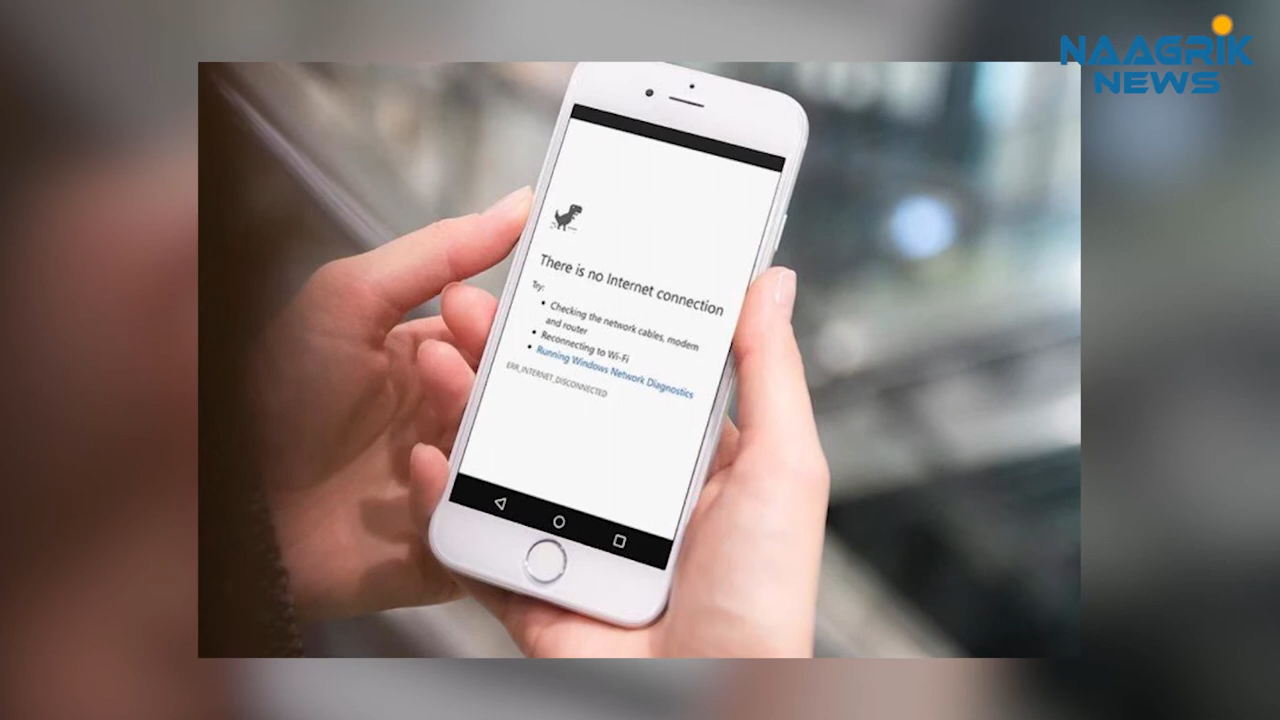 NAAGRIK
NEWS
There is no Internet connection
Try:
Checking the network cables, modem
and router
Reconnecting to Wi-Fi
Running Windows Network Diagnostics
ERR_INTERNET_DISCONNECTED